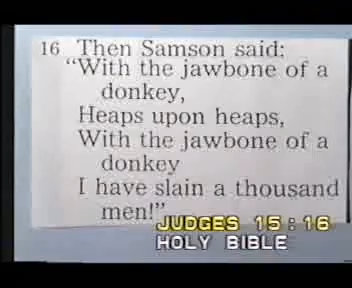 16 Then Samson said:
“With the jawbone of a
donkey,
Heaps upon heaps,
With the jawbone of a
donkey
I have slain a thousand
men!”
JUDGES 15:16
HOLY BIBLE